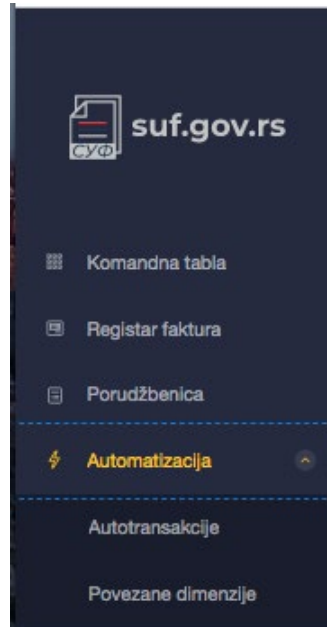 СУФ
suf.gov.rs
Komandna tabla
Registar faktura
Porudžbenica
Automatizacija
Autotransakcije
Povezane dimenzije